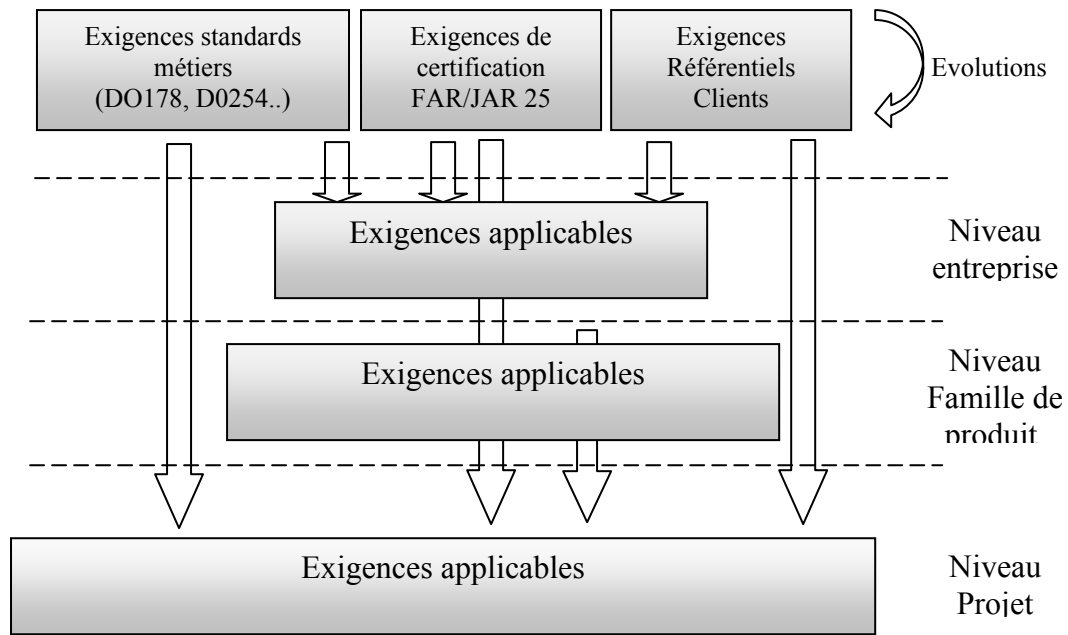 Exigences standards
métiers
(DO178, D0254..)
Exigences de
certification
FAR/JAR 25
Exigences
Référentiels
Clients
Evolutions
Exigences applicables
Niveau
entreprise
Exigences applicables
Niveau
Famille de
produit
Exigences applicables
Niveau
Projet